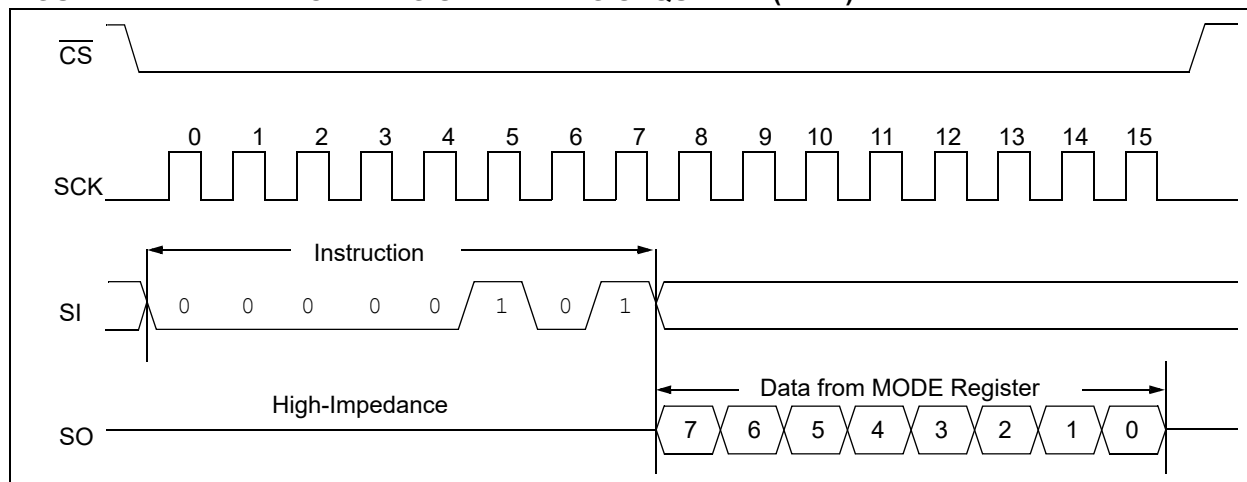 CS
0 1 2 3 4 5 6 7 8 9 10 11 12 13 14 15
SCK
Instruction
SI 0 0 0 0 0 1 0 1
Data from MODE Register
High-Impedance
SO 7 6 5 4 3 2 1 0